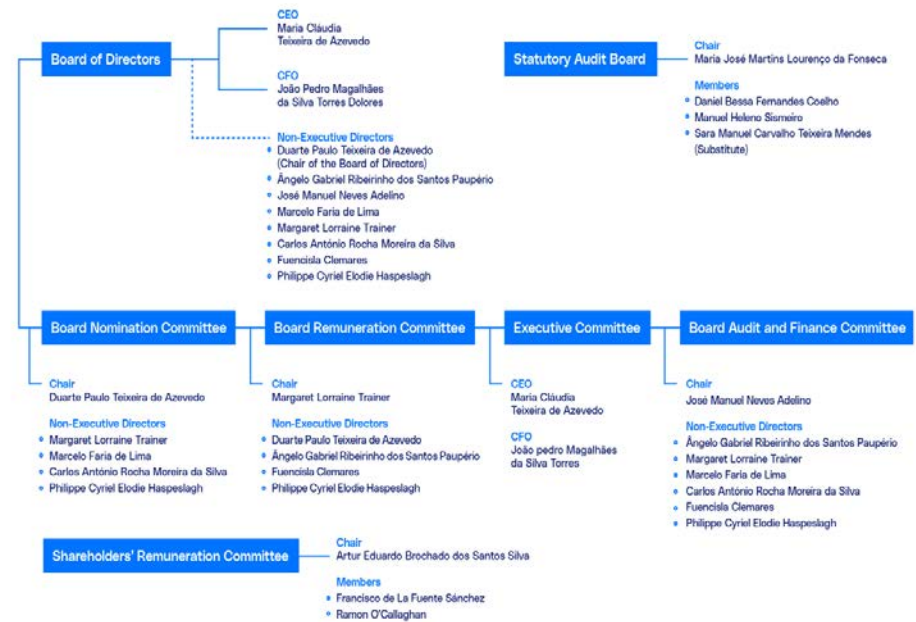 CEO
Maria Cláudia
Teixeira de Azevedo
Board of Directors
CFO
João Pedro Magalhães
da Silva Torres Dolores
Non-Executive Directors
Duarte Paulo Teixeira de Azevedo
(Chair of the Board of Directors)
Ângelo Gabriel Ribeirinho dos Santos Paupério
José Manuel Neves Adelino
Marcelo Faria de Lima
Margaret Lorraine Trainer
Carlos António Rocha Moreira da Silva
Fuencisla Clemares
Philippe Cyriel Elodie Haspeslagh
Statutory Audit Board
Chair
Maria José Martins Lourenço da Fonseca
Members
Daniel Bessa Fernandes Coelho
Manuel Heleno Sismeiro
Sara Manuel Carvalho Teixeira Mendes
(Substitute)
Board Nomination Committee
Chair
Duarte Paulo Teixeira de Azevedo
Non-Executive Directors
Margaret Lorraine Trainer
Marcelo Faria de Lima
Carlos António Rocha Moreira da Silva
Philippe Cyriel Elodie Haspeslagh
Board Remuneration Committee
Chair
Margaret Lorraine Trainer
Non-Executive Directors
Duarte Paulo Teixeira de Azevedo
Ângelo Gabriel Ribeirinho dos Santos Paupério
Fuencisla Clemares
Philippe Cyriel Elodie Haspeslagh
Executive Committee
CEO
Maria Cláudia
Teixeira de Azevedo
CFO
João pedro Magalhães
da Silva Torres
Board Audit and Finance Committee
Chair
José Manuel Neves Adelino
Non-Executive Directors
Ângelo Gabriel Ribeirinho dos Santos Paupério
Margaret Lorraine Trainer
Marcelo Faria de Lima
Carlos António Rocha Moreira da Silva
Fuencisla Clemares
Philippe Cyriel Elodie Haspeslagh
Shareholders' Remuneration Committee
Chair
Artur Eduardo Brochado dos Santos Silva
Members
Francisco de La Fuente Sánchez
Ramon O'Callaghan